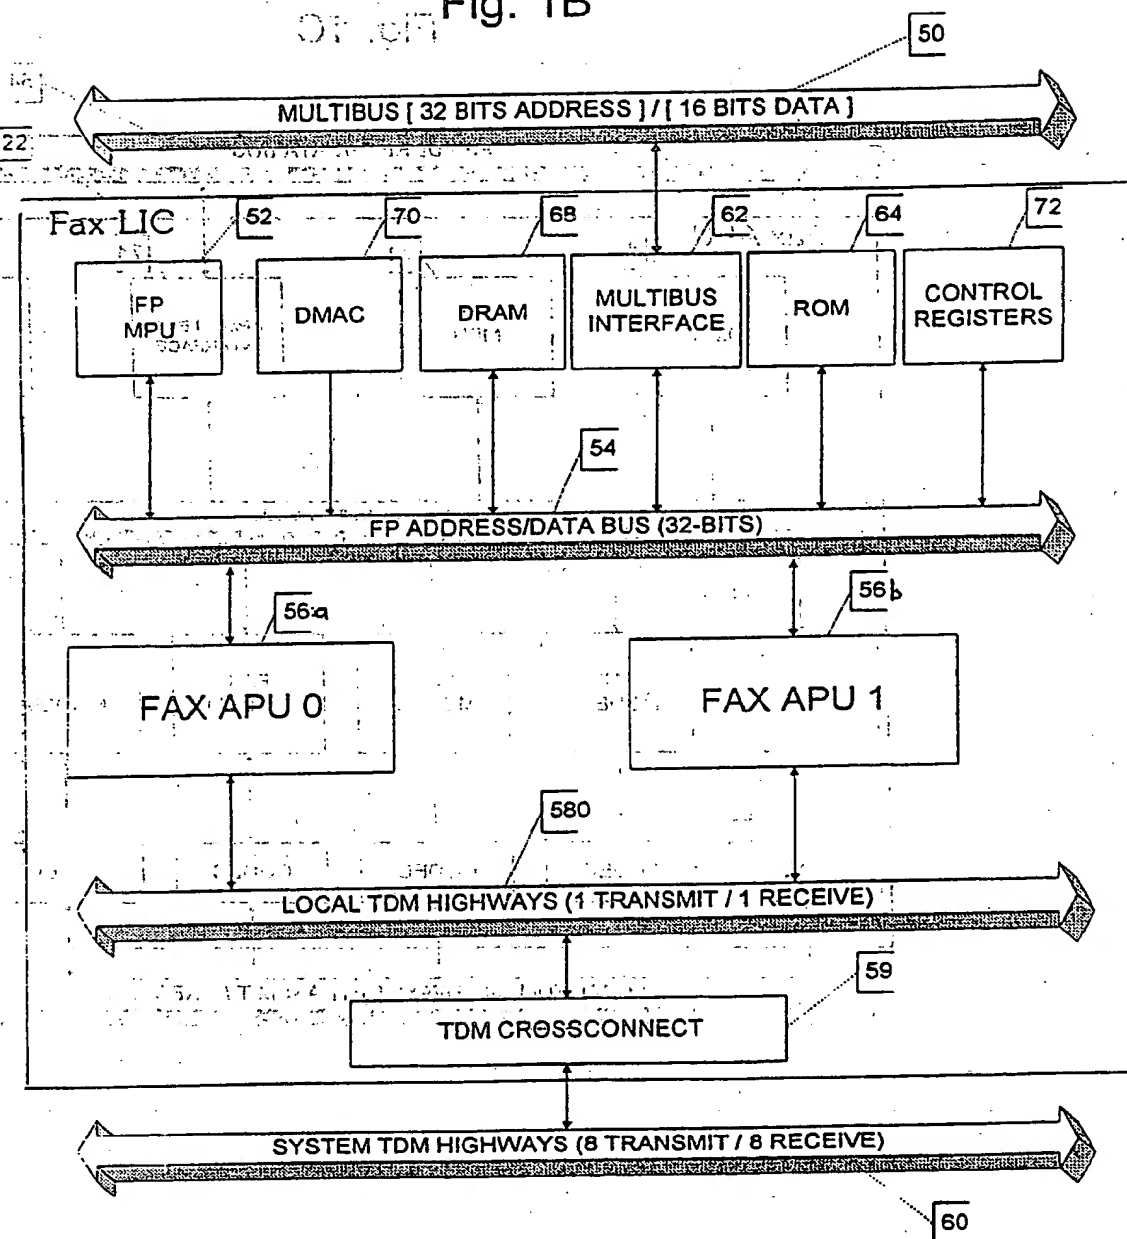 Fig. 1B
Fig. 1C
50
MULTIBUS [ 32 BITS ADDRESS ] / [ 16 BITS DATA ]
22
Fax LIC
52
70
68
62
64
72
FP
MPU
DMAC
DRAM
MULTIBUS
INTERFACE
ROM
CONTROL
REGISTERS
54
FP ADDRESS/DATA BUS (32-BITS)
56a
56b
FAX APU 0
FAX APU 1
580
LOCAL TDM HIGHWAYS (1 TRANSMIT / 1 RECEIVE)
59
TDM CROSSCONNECT
SYSTEM TDM HIGHWAYS (8 TRANSMIT / 8 RECEIVE)
60